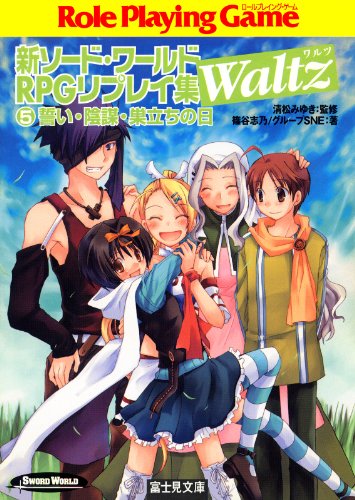 Role Playing Game
ロールプレイング・ゲーム
新ソード・ワールド
RPGリプレイ集
Waltz
ワルツ
⑤誓い・陰謀・巣立ちの日
清松みゆき:監修
篠谷志乃/グループSNE:著
SWORD WORLD
富士見文庫